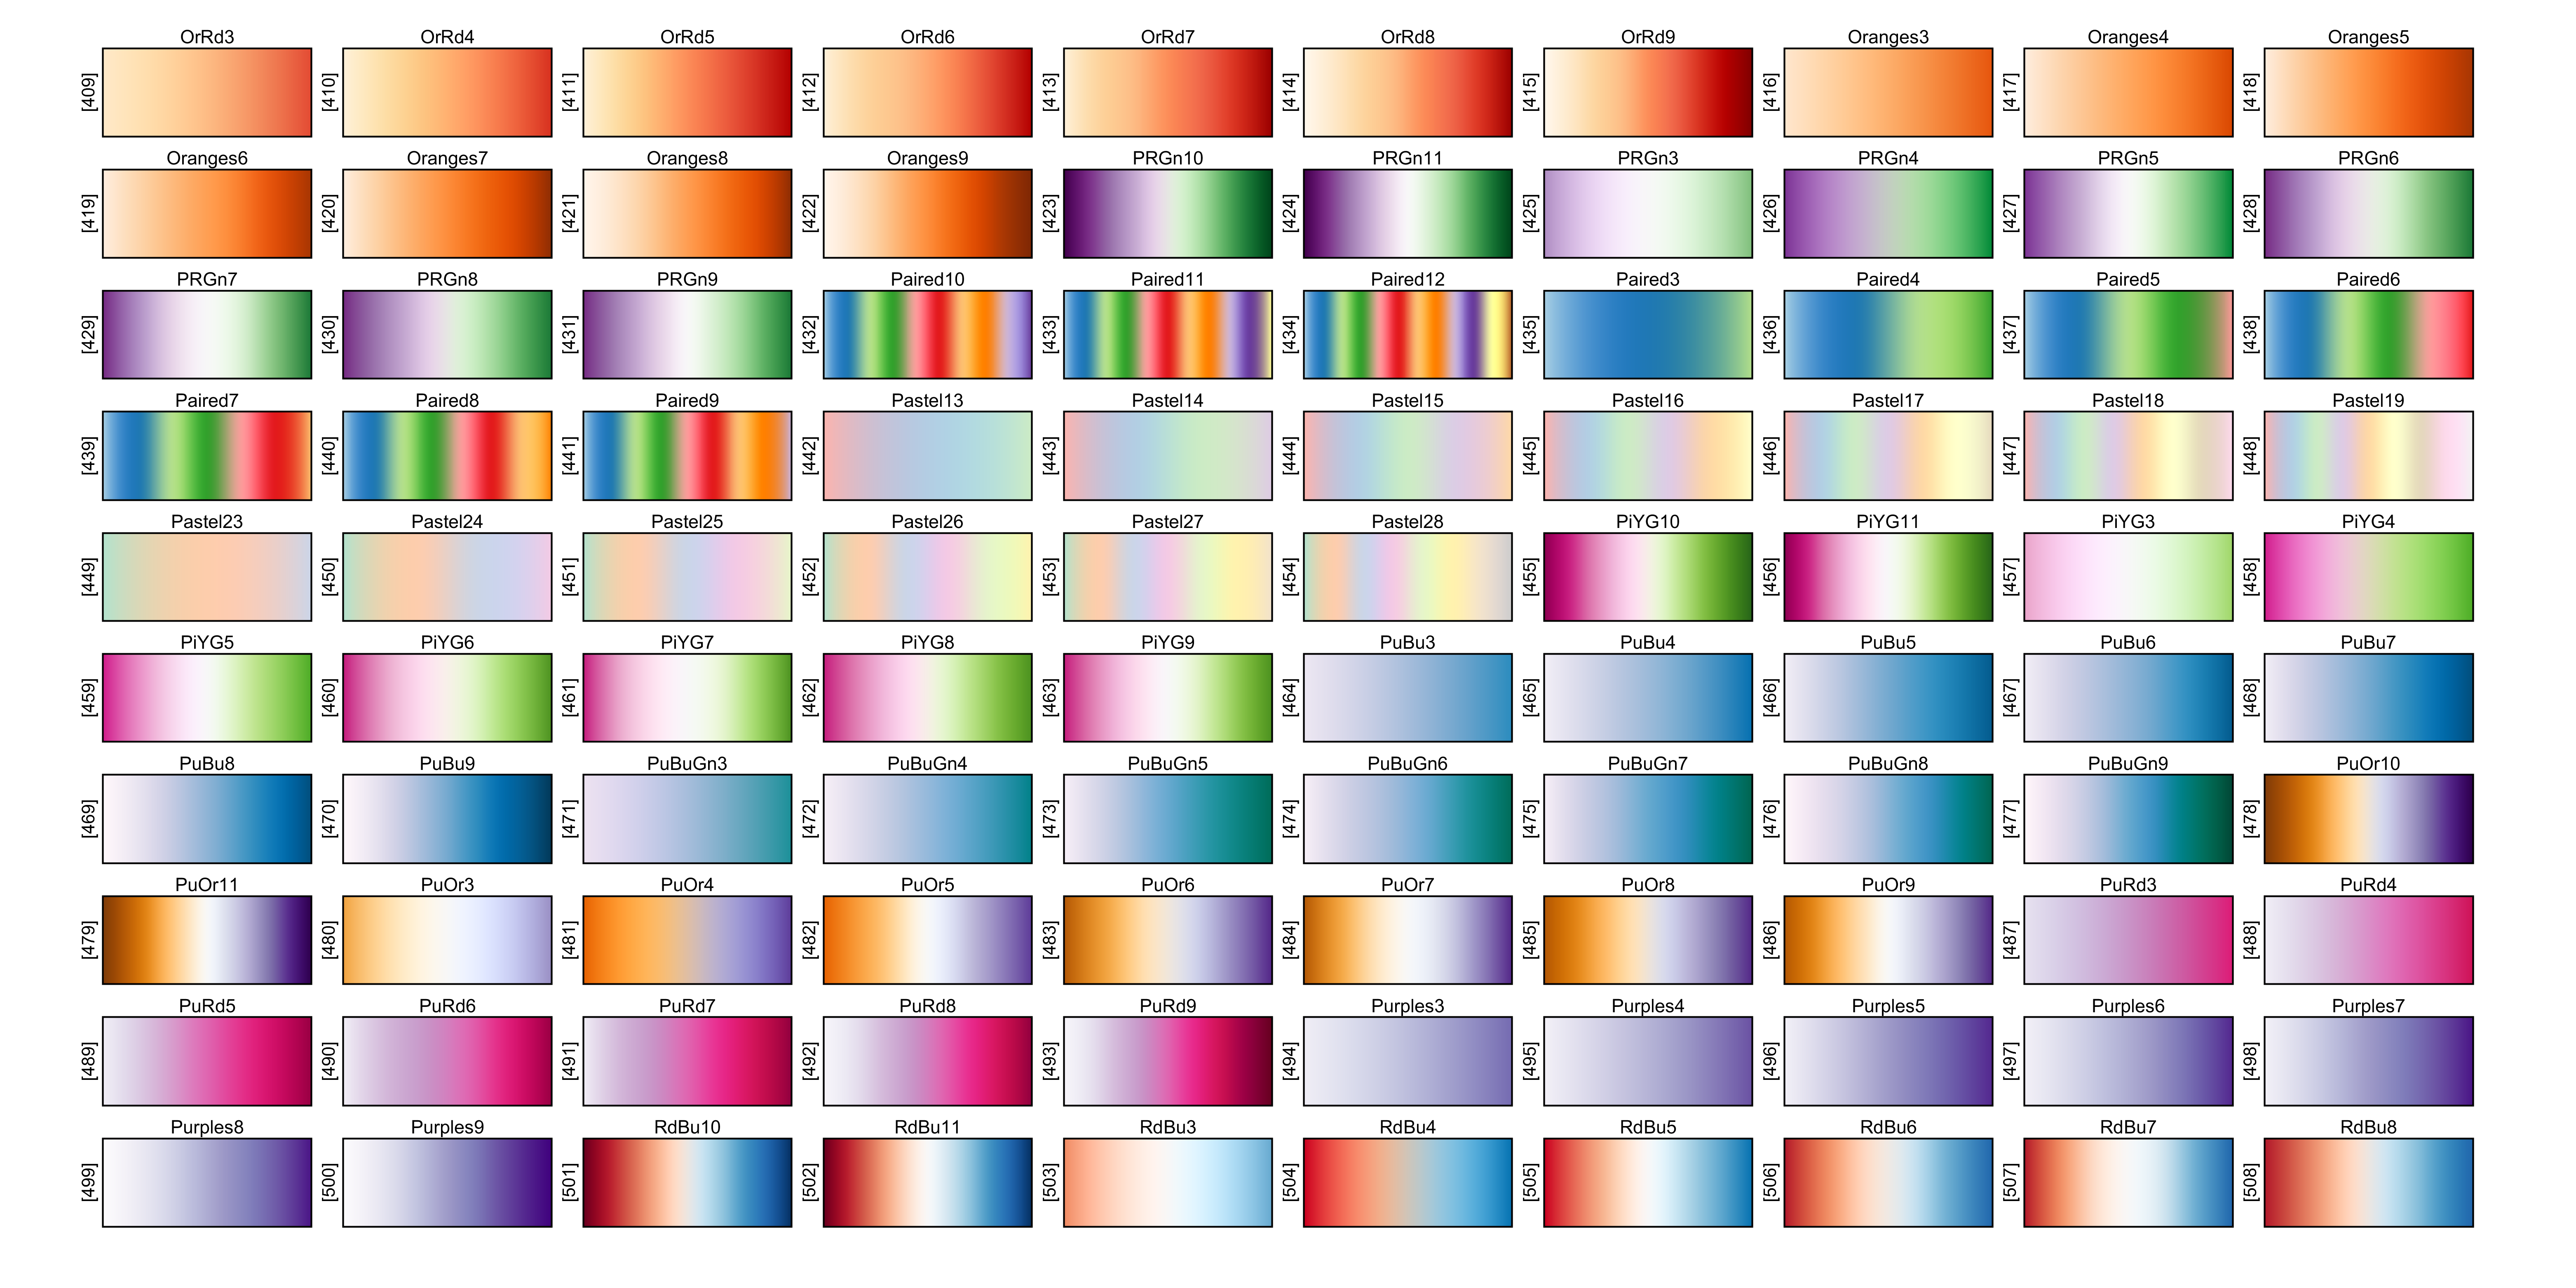 OrRd3 OrRd4 OrRd5 OrRd6 OrRd7 OrRd8 OrRd9 Oranges3 Oranges4 Oranges5
[409] [410] [411] [412] [413] [414] [415] [416] [417] [418]
Oranges6 Oranges7 Oranges8 Oranges9 PRGn10 PRGn11 PRGn3 PRGn4 PRGn5 PRGn6
[419] [420] [421] [422] [423] [424] [425] [426] [427] [428]
PRGn7 PRGn8 PRGn9 Paired10 Paired11 Paired12 Paired3 Paired4 Paired5 Paired6
[429] [430] [431] [432] [433] [434] [435] [436] [437] [438]
Paired7 Paired8 Paired9 Pastel13 Pastel14 Pastel15 Pastel16 Pastel17 Pastel18 Pastel19
[439] [440] [441] [442] [443] [444] [445] [446] [447] [448]
Pastel23 Pastel24 Pastel25 Pastel26 Pastel27 Pastel28 PiYG10 PiYG11 PiYG3 PiYG4
[449] [450] [451] [452] [453] [454] [455] [456] [457] [458]
PiYG5 PiYG6 PiYG7 PiYG8 PiYG9 PuBu3 PuBu4 PuBu5 PuBu6 PuBu7
[459] [460] [461] [462] [463] [464] [465] [466] [467] [468]
PuBu8 PuBu9 PuBuGn3 PuBuGn4 PuBuGn5 PuBuGn6 PuBuGn7 PuBuGn8 PuBuGn9 PuOr10
[469] [470] [471] [472] [473] [474] [475] [476] [477] [478]
PuOr11 PuOr3 PuOr4 PuOr5 PuOr6 PuOr7 PuOr8 PuOr9 PuRd3 PuRd4
[479] [480] [481] [482] [483] [484] [485] [486] [487] [488]
PuRd5 PuRd6 PuRd7 PuRd8 PuRd9 Purples3 Purples4 Purples5 Purples6 Purples7
[489] [490] [491] [492] [493] [494] [495] [496] [497] [498]
Purples8 Purples9 RdBu10 RdBu11 RdBu3 RdBu4 RdBu5 RdBu6 RdBu7 RdBu8
[499] [500] [501] [502] [503] [504] [505] [506] [507] [508]